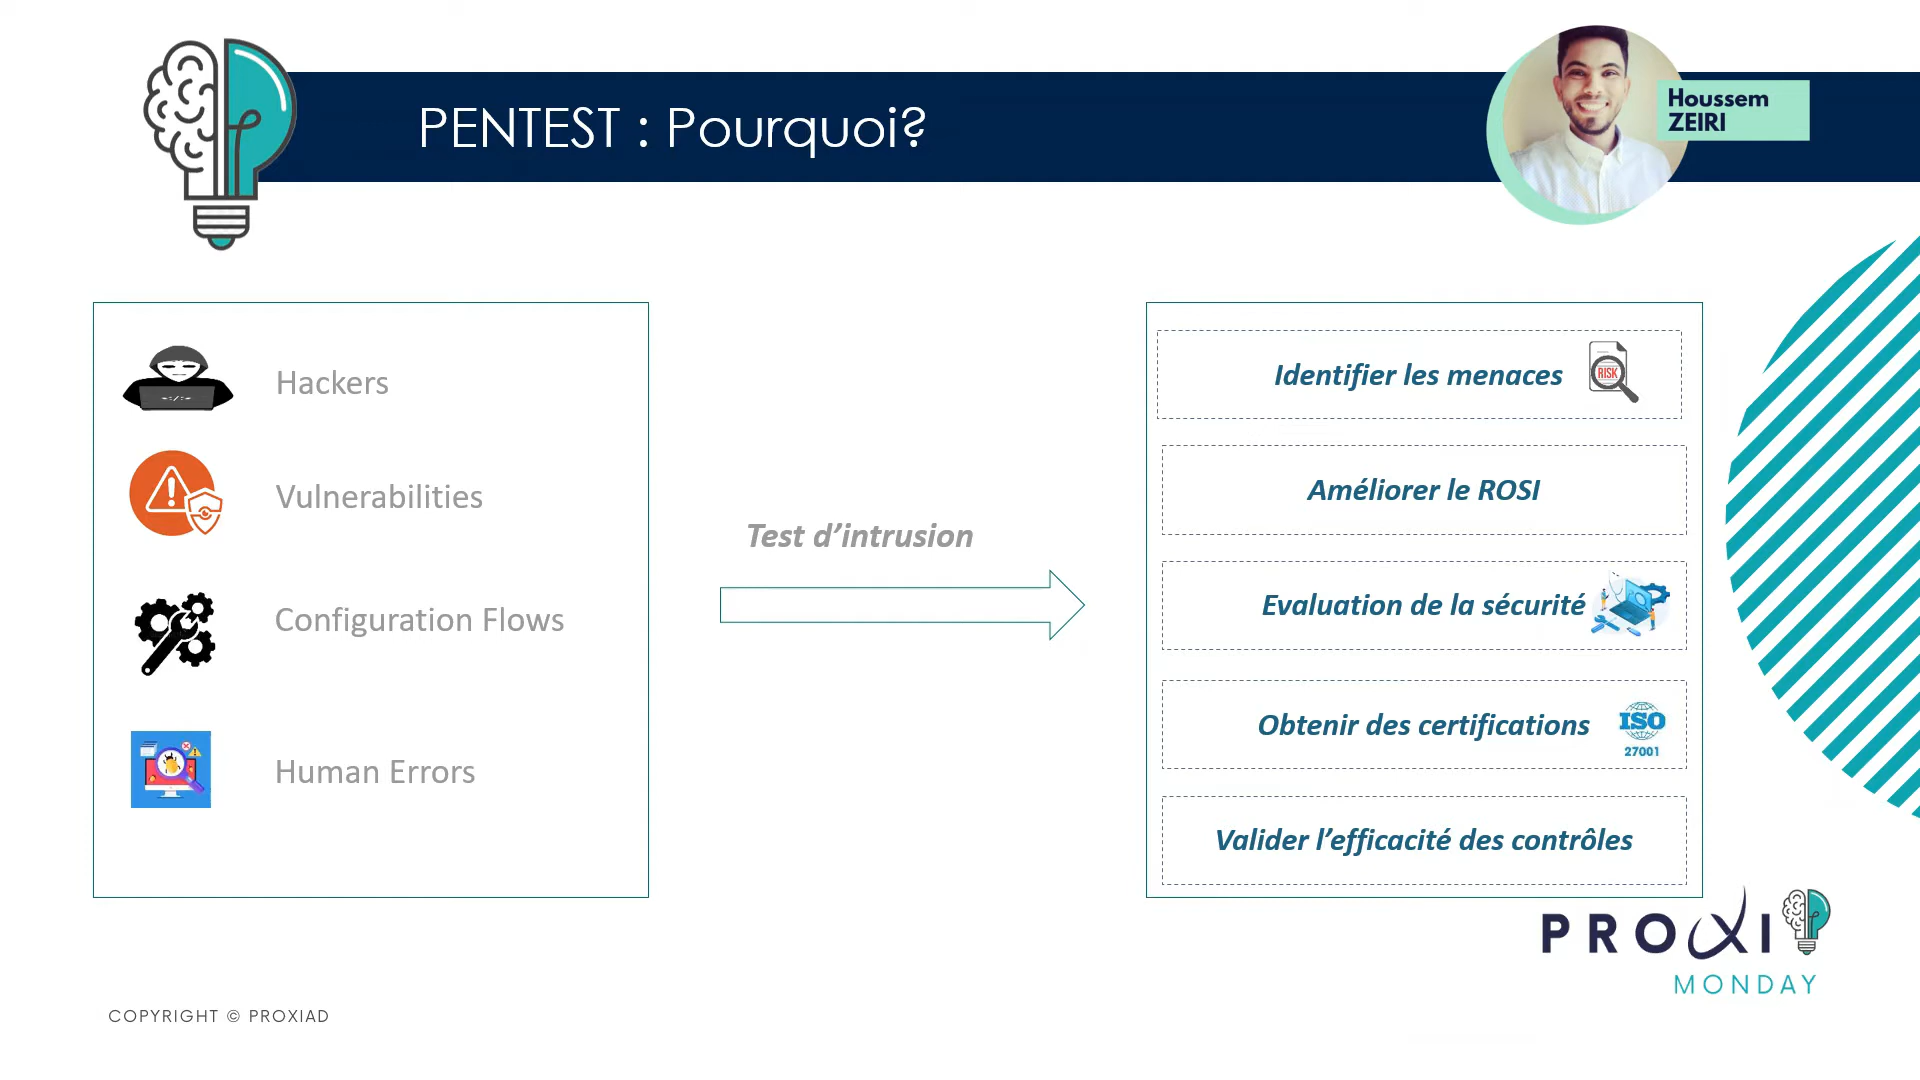 PENTEST : Pourquoi?
Houssem
ZEIRI
Hackers
Vulnerabilities
Configuration Flows
Human Errors
Test d’intrusion
Identifier les menaces
RISK
Améliorer le ROSI
Evaluation de la sécurité
Obtenir des certifications
ISO
27001
Valider l’efficacité des contrôles
PROXI
MONDAY
COPYRIGHT © PROXIAD